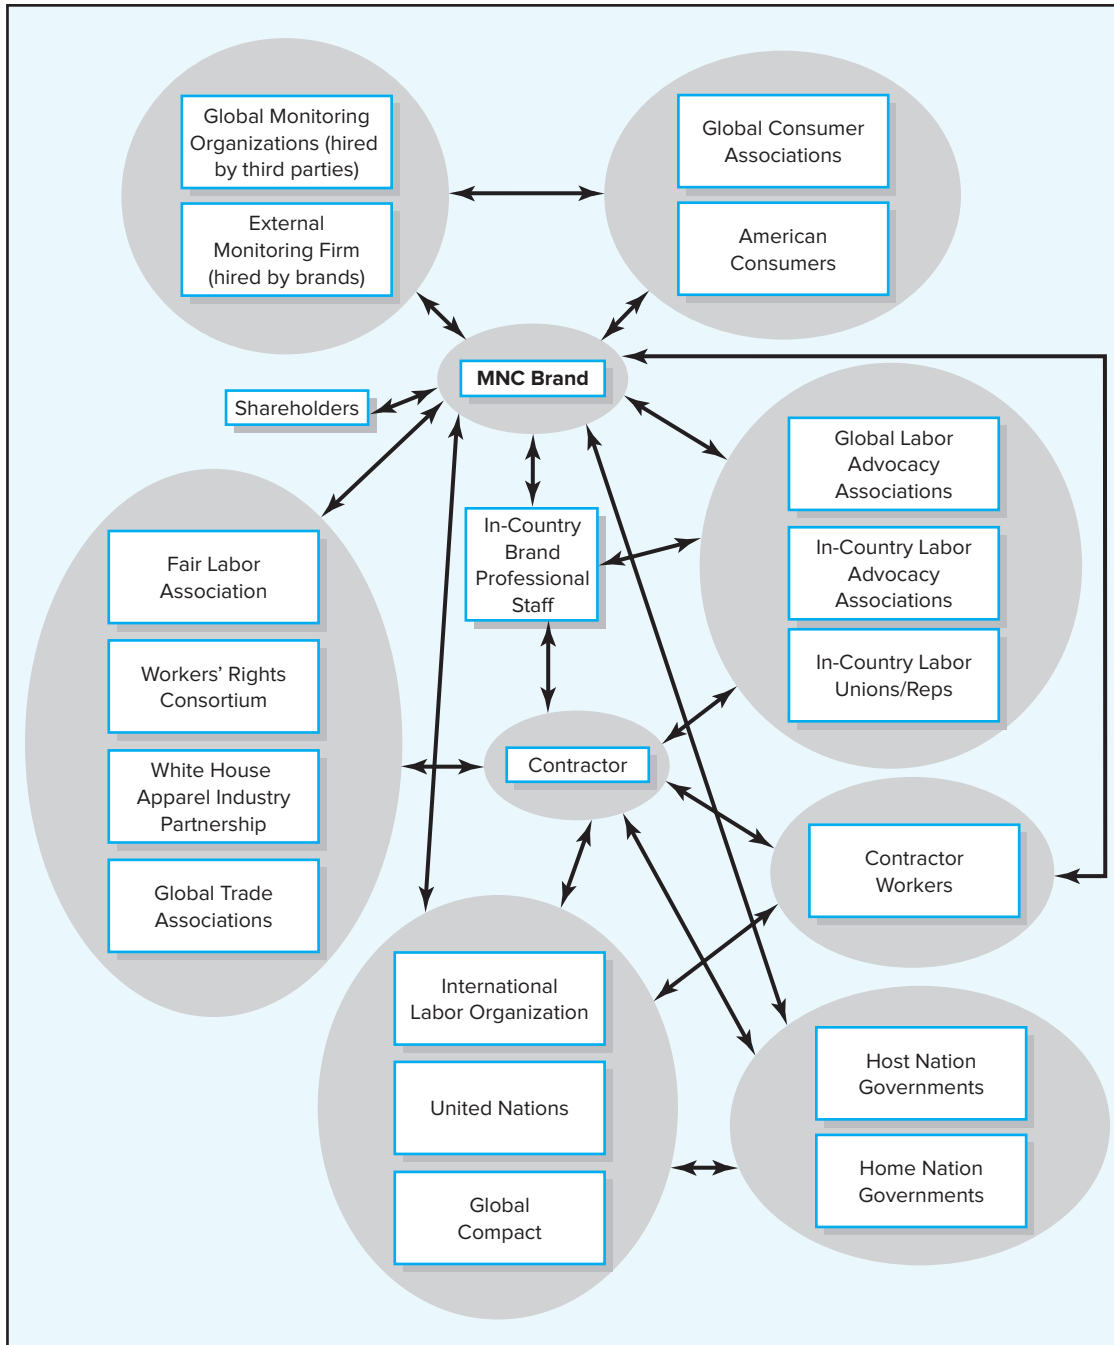 Global Monitoring
Organizations (hired
by third parties)
External
Monitoring Firm
(hired by brands)
Global Consumer
Associations
American
Consumers
MNC Brand
Shareholders
Global Labor
Advocacy
Associations
In-Country Labor
Advocacy
Associations
In-Country Labor
Unions/Reps
In-Country
Brand
Professional
Staff
Fair Labor
Association
Workers’ Rights
Consortium
White House
Apparel Industry
Partnership
Global Trade
Associations
Contractor
Contractor
Workers
International
Labor Organization
United Nations
Global
Compact
Host Nation
Governments
Home Nation
Governments